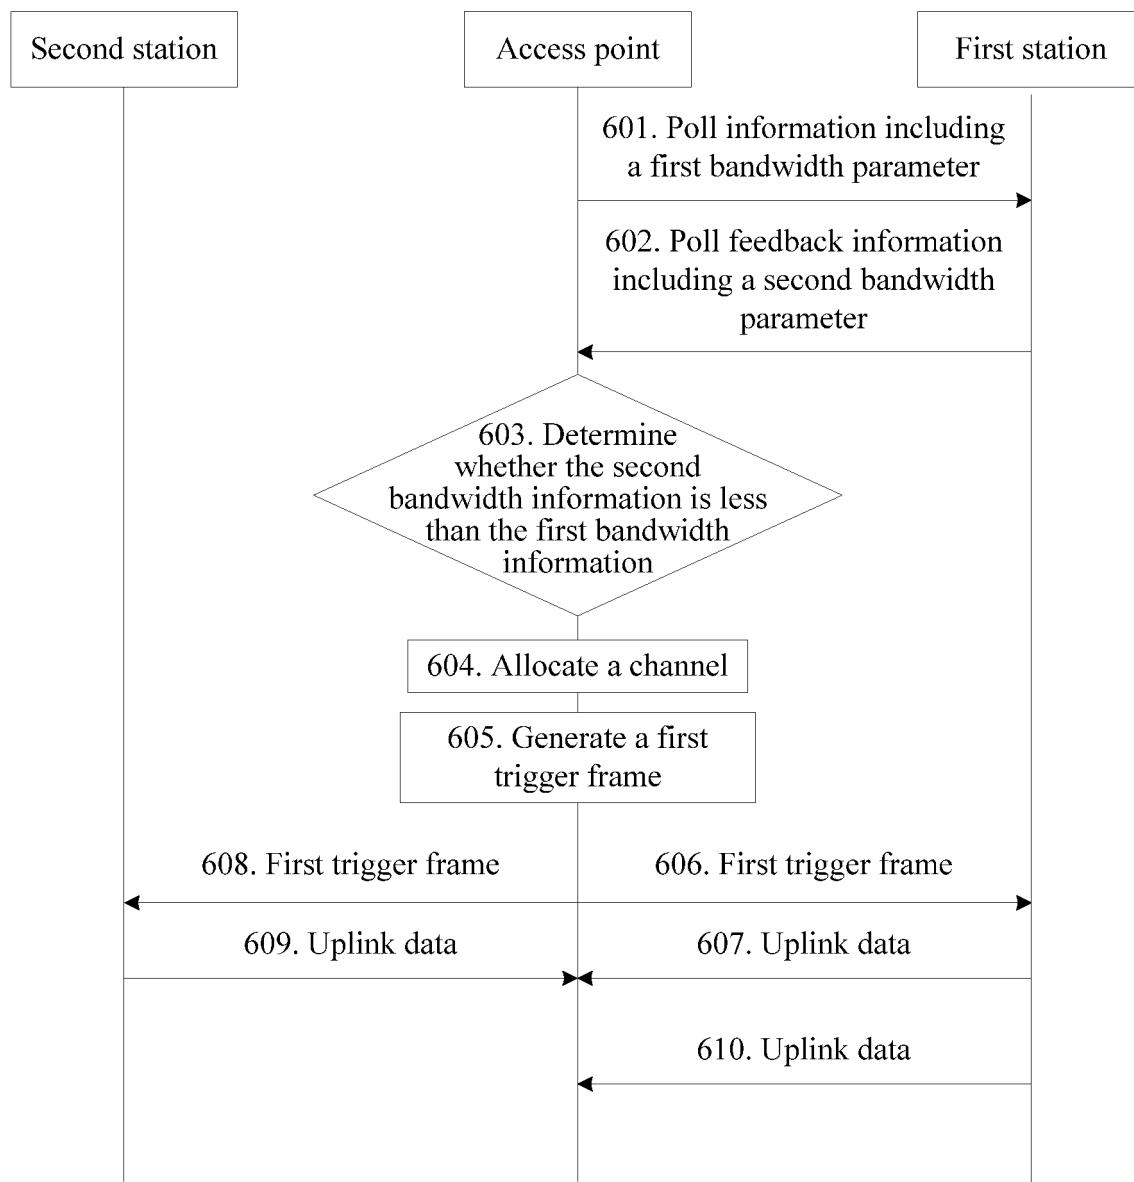 Second station
Access point
First station
601. Poll information including
a first bandwidth parameter
602. Poll feedback information
including a second bandwidth
parameter
603. Determine
whether the second
bandwidth information is less
than the first bandwidth
information
604. Allocate a channel
605. Generate a first
trigger frame
608. First trigger frame
606. First trigger frame
609. Uplink data
607. Uplink data
610. Uplink data